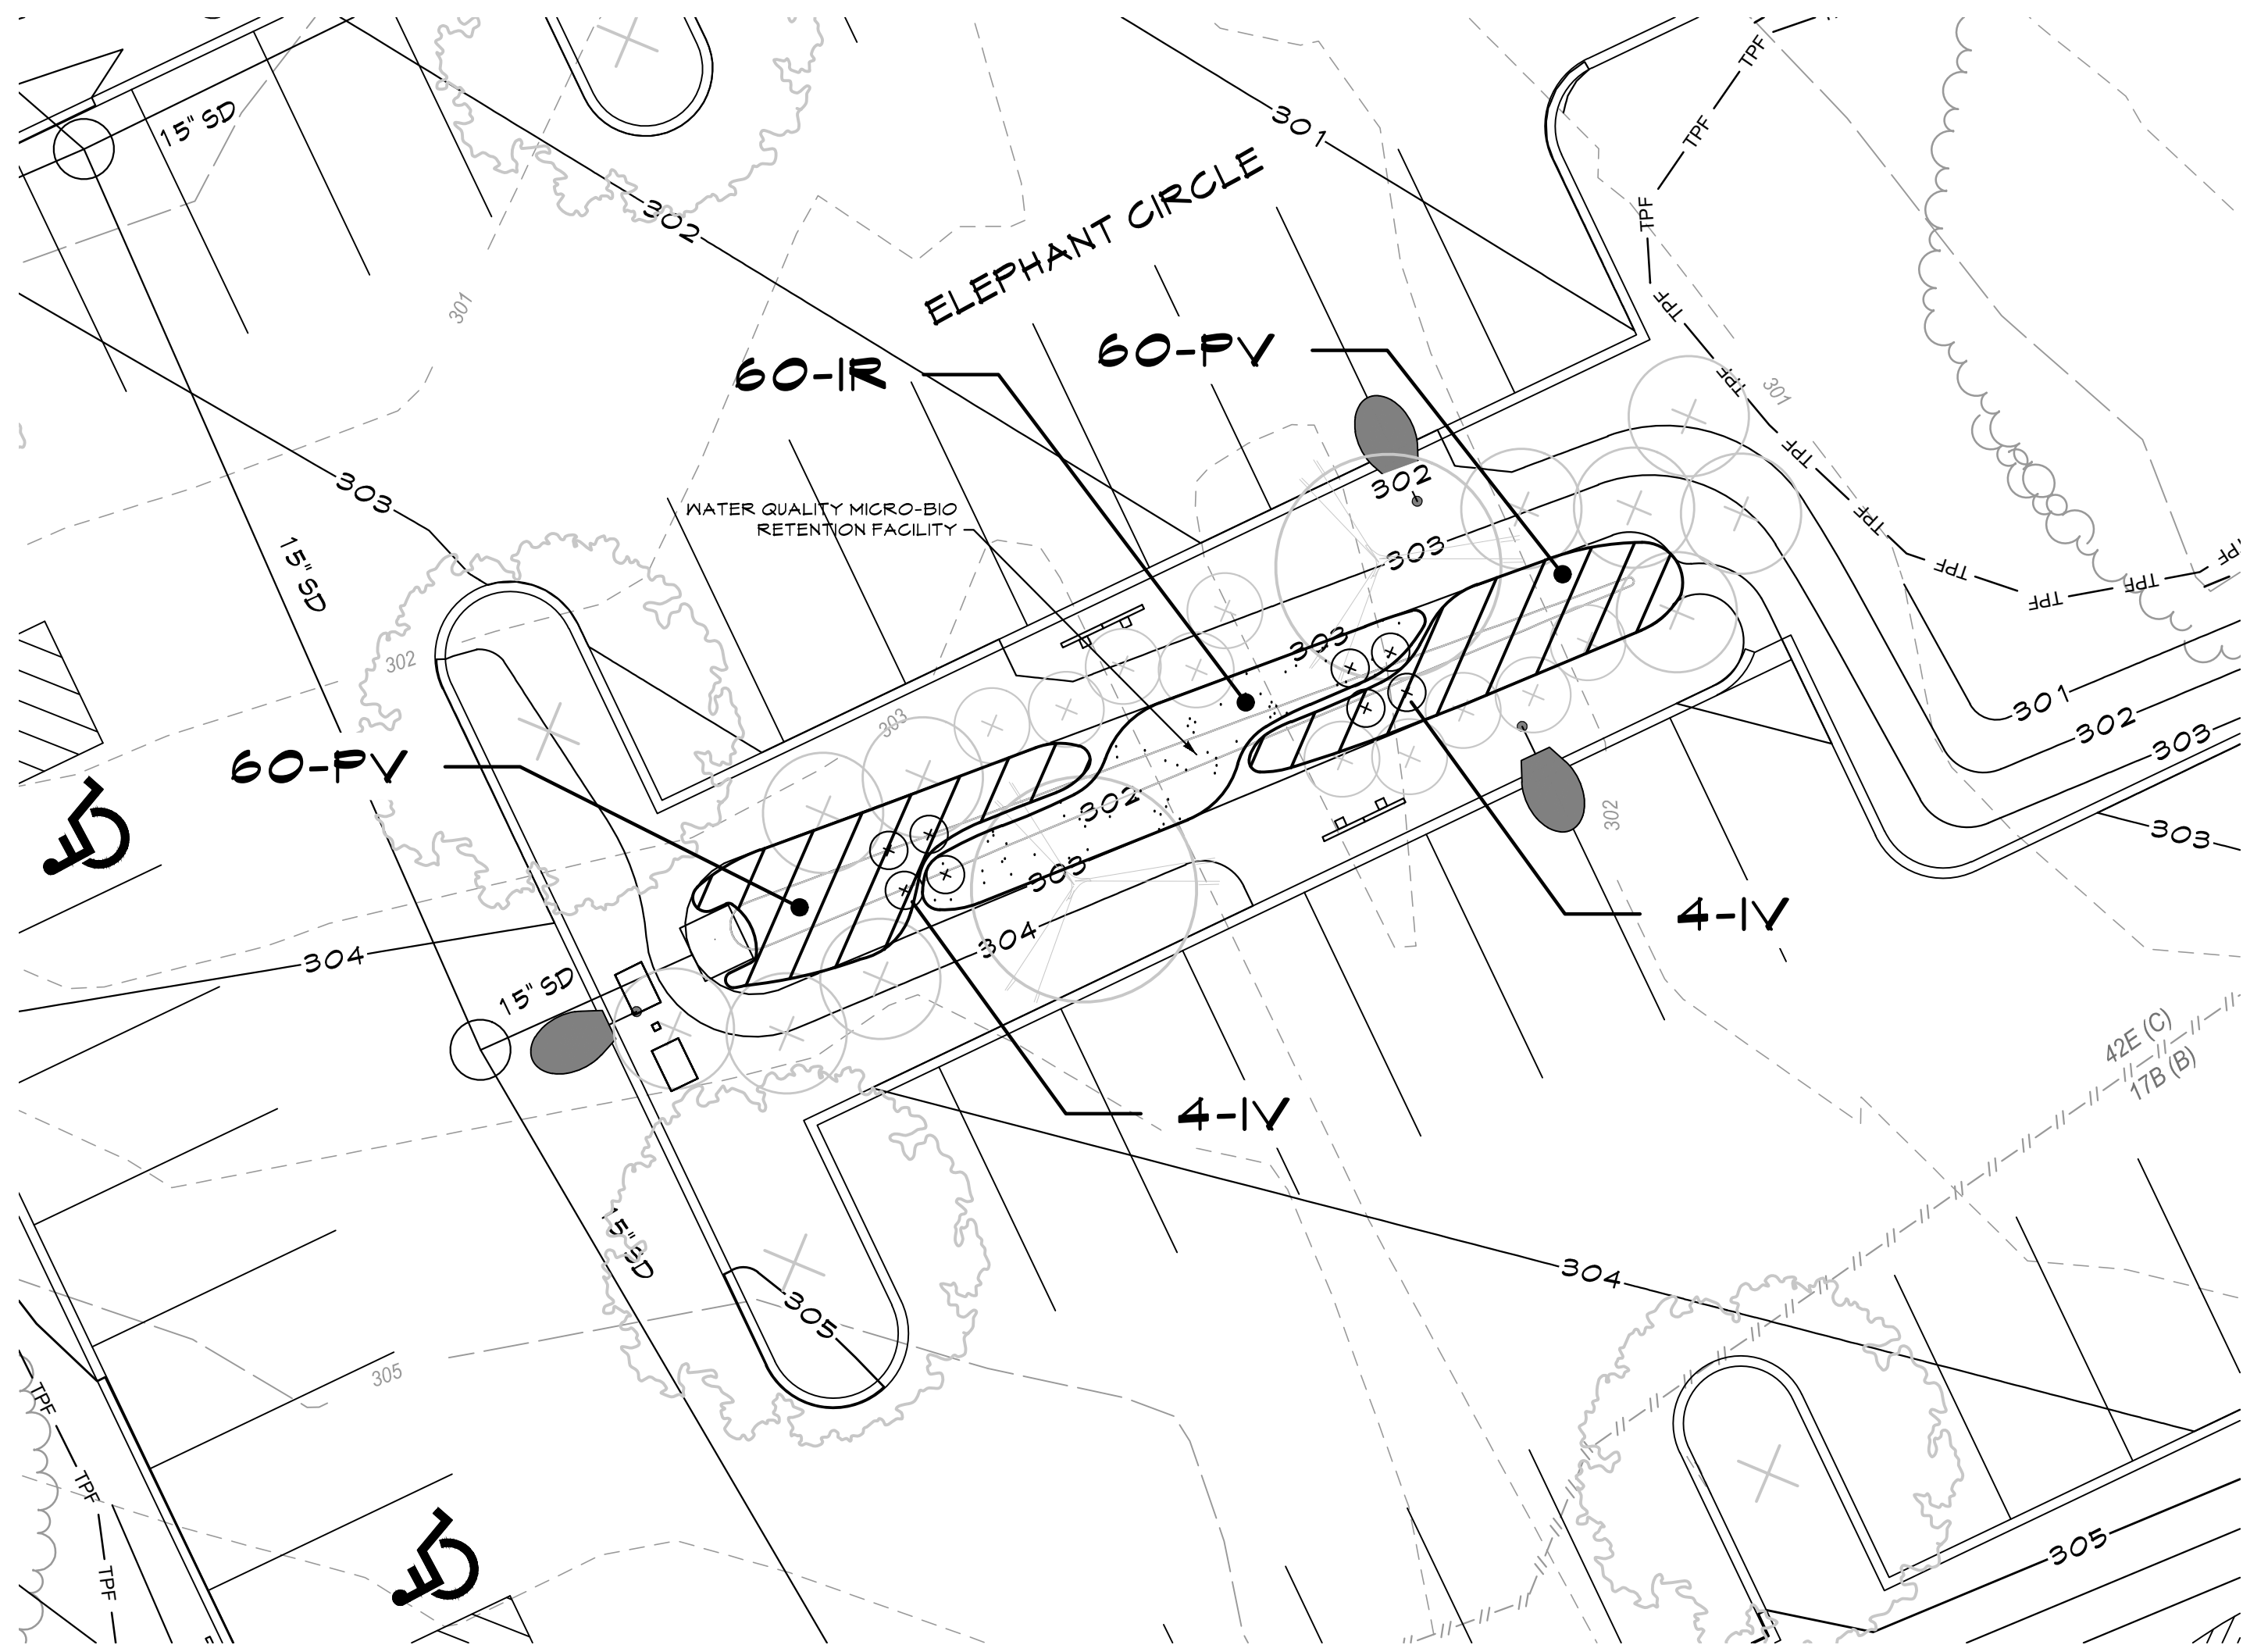 15" SD
301
302
ELEPHANT CIRCLE
TPF
TPF
TPF
TPF
301
60-IR
60-PV
TPF
301
TPF
TPF
TPF
TPF
TPF
TPF
TPF
303
302
WATER QUALITY MICRO-BIO
RETENTION FACILITY
303
15" SD
302
303
303
60-PV
302
303
304
301
302
303
303
302
4-IV
304
15" SD
4-IV
42E (C)
17B (B)
15" SD
305
304
305
TPF
TPF
TPF
305